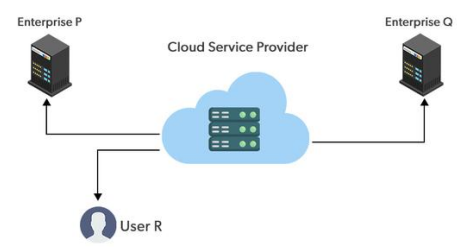 Enterprise P
Enterprise Q
Cloud Service Provider
User R